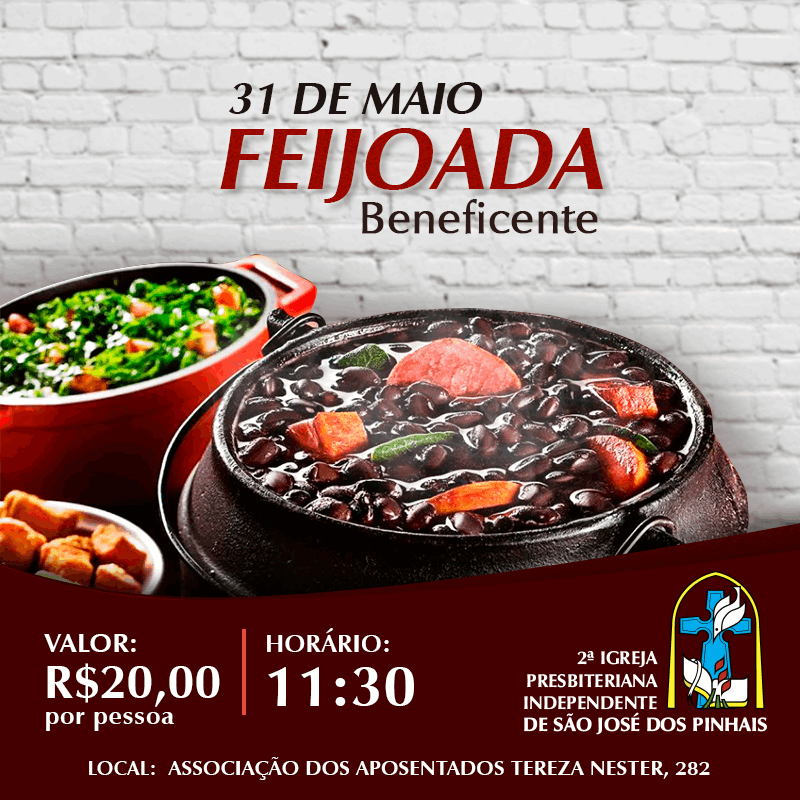 31 DE MAIO
FEIJOADA
Beneficente
VALOR:
R$20,00
por pessoa
HORÁRIO:
11:30
2ª IGREJA
PRESBITERIANA
INDEPENDENTE
DE SÃO JOSÉ DOS PINHAIS
LOCAL: ASSOCIAÇÃO DOS APOSENTADOS TEREZA NESTER, 282